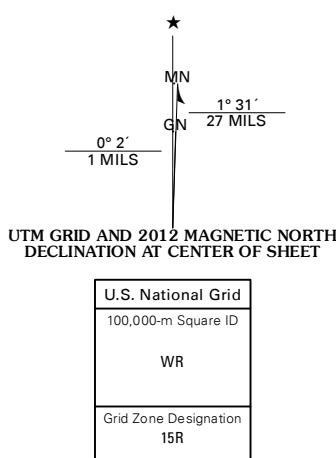 ★
MN
1° 31´
27 MILS
GN
0° 2´
1 MILS
UTM GRID AND 2012 MAGNETIC NORTH
DECLINATION AT CENTER OF SHEET
U.S. National Grid
100,000-m Square ID
WR
Grid Zone Designation
15R